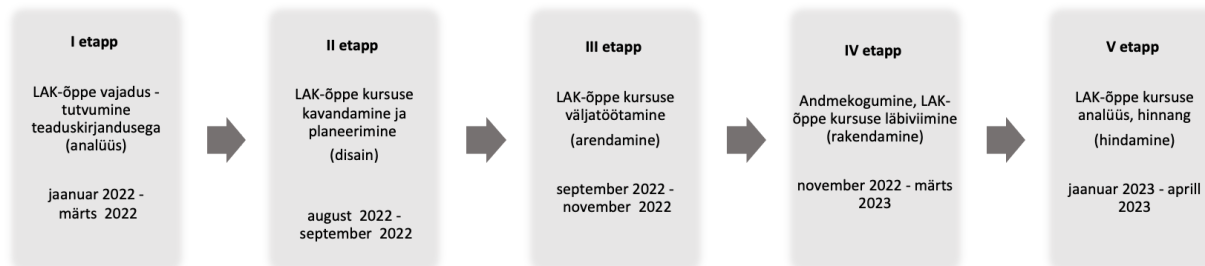 I etapp
LAK-õppe vajadus -
tutvumine
teaduskirjandusega
(analüüs)
jaanuar 2022 -
märts 2022
II etapp
LAK-õppe kursuse
kavandamine ja
planeerimine
(disain)
august 2022 -
september 2022
III etapp
LAK-õppe kursuse
väljatöötamine
(arendamine)
september 2022 -
november 2022
IV etapp
Andmekogumine, LAK-
õppe kursuse läbiviimine
(rakendamine)
november 2022 - märts
2023
V etapp
LAK-õppe kursuse
analüüs, hinnang
(hindamine)
jaanuar 2023 - aprill
2023